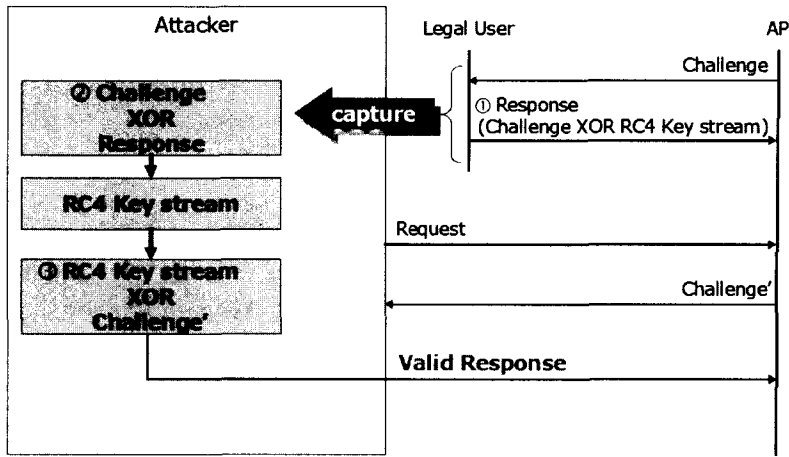 Attacker
Legal User
AP
Challenge
① Response
(Challenge XOR RC4 Key stream)
capture
② Challenge
XOR
Response
RC4 Key stream
Request
③ RC4 Key stream
XOR
Challenge′
Challenge′
Valid Response